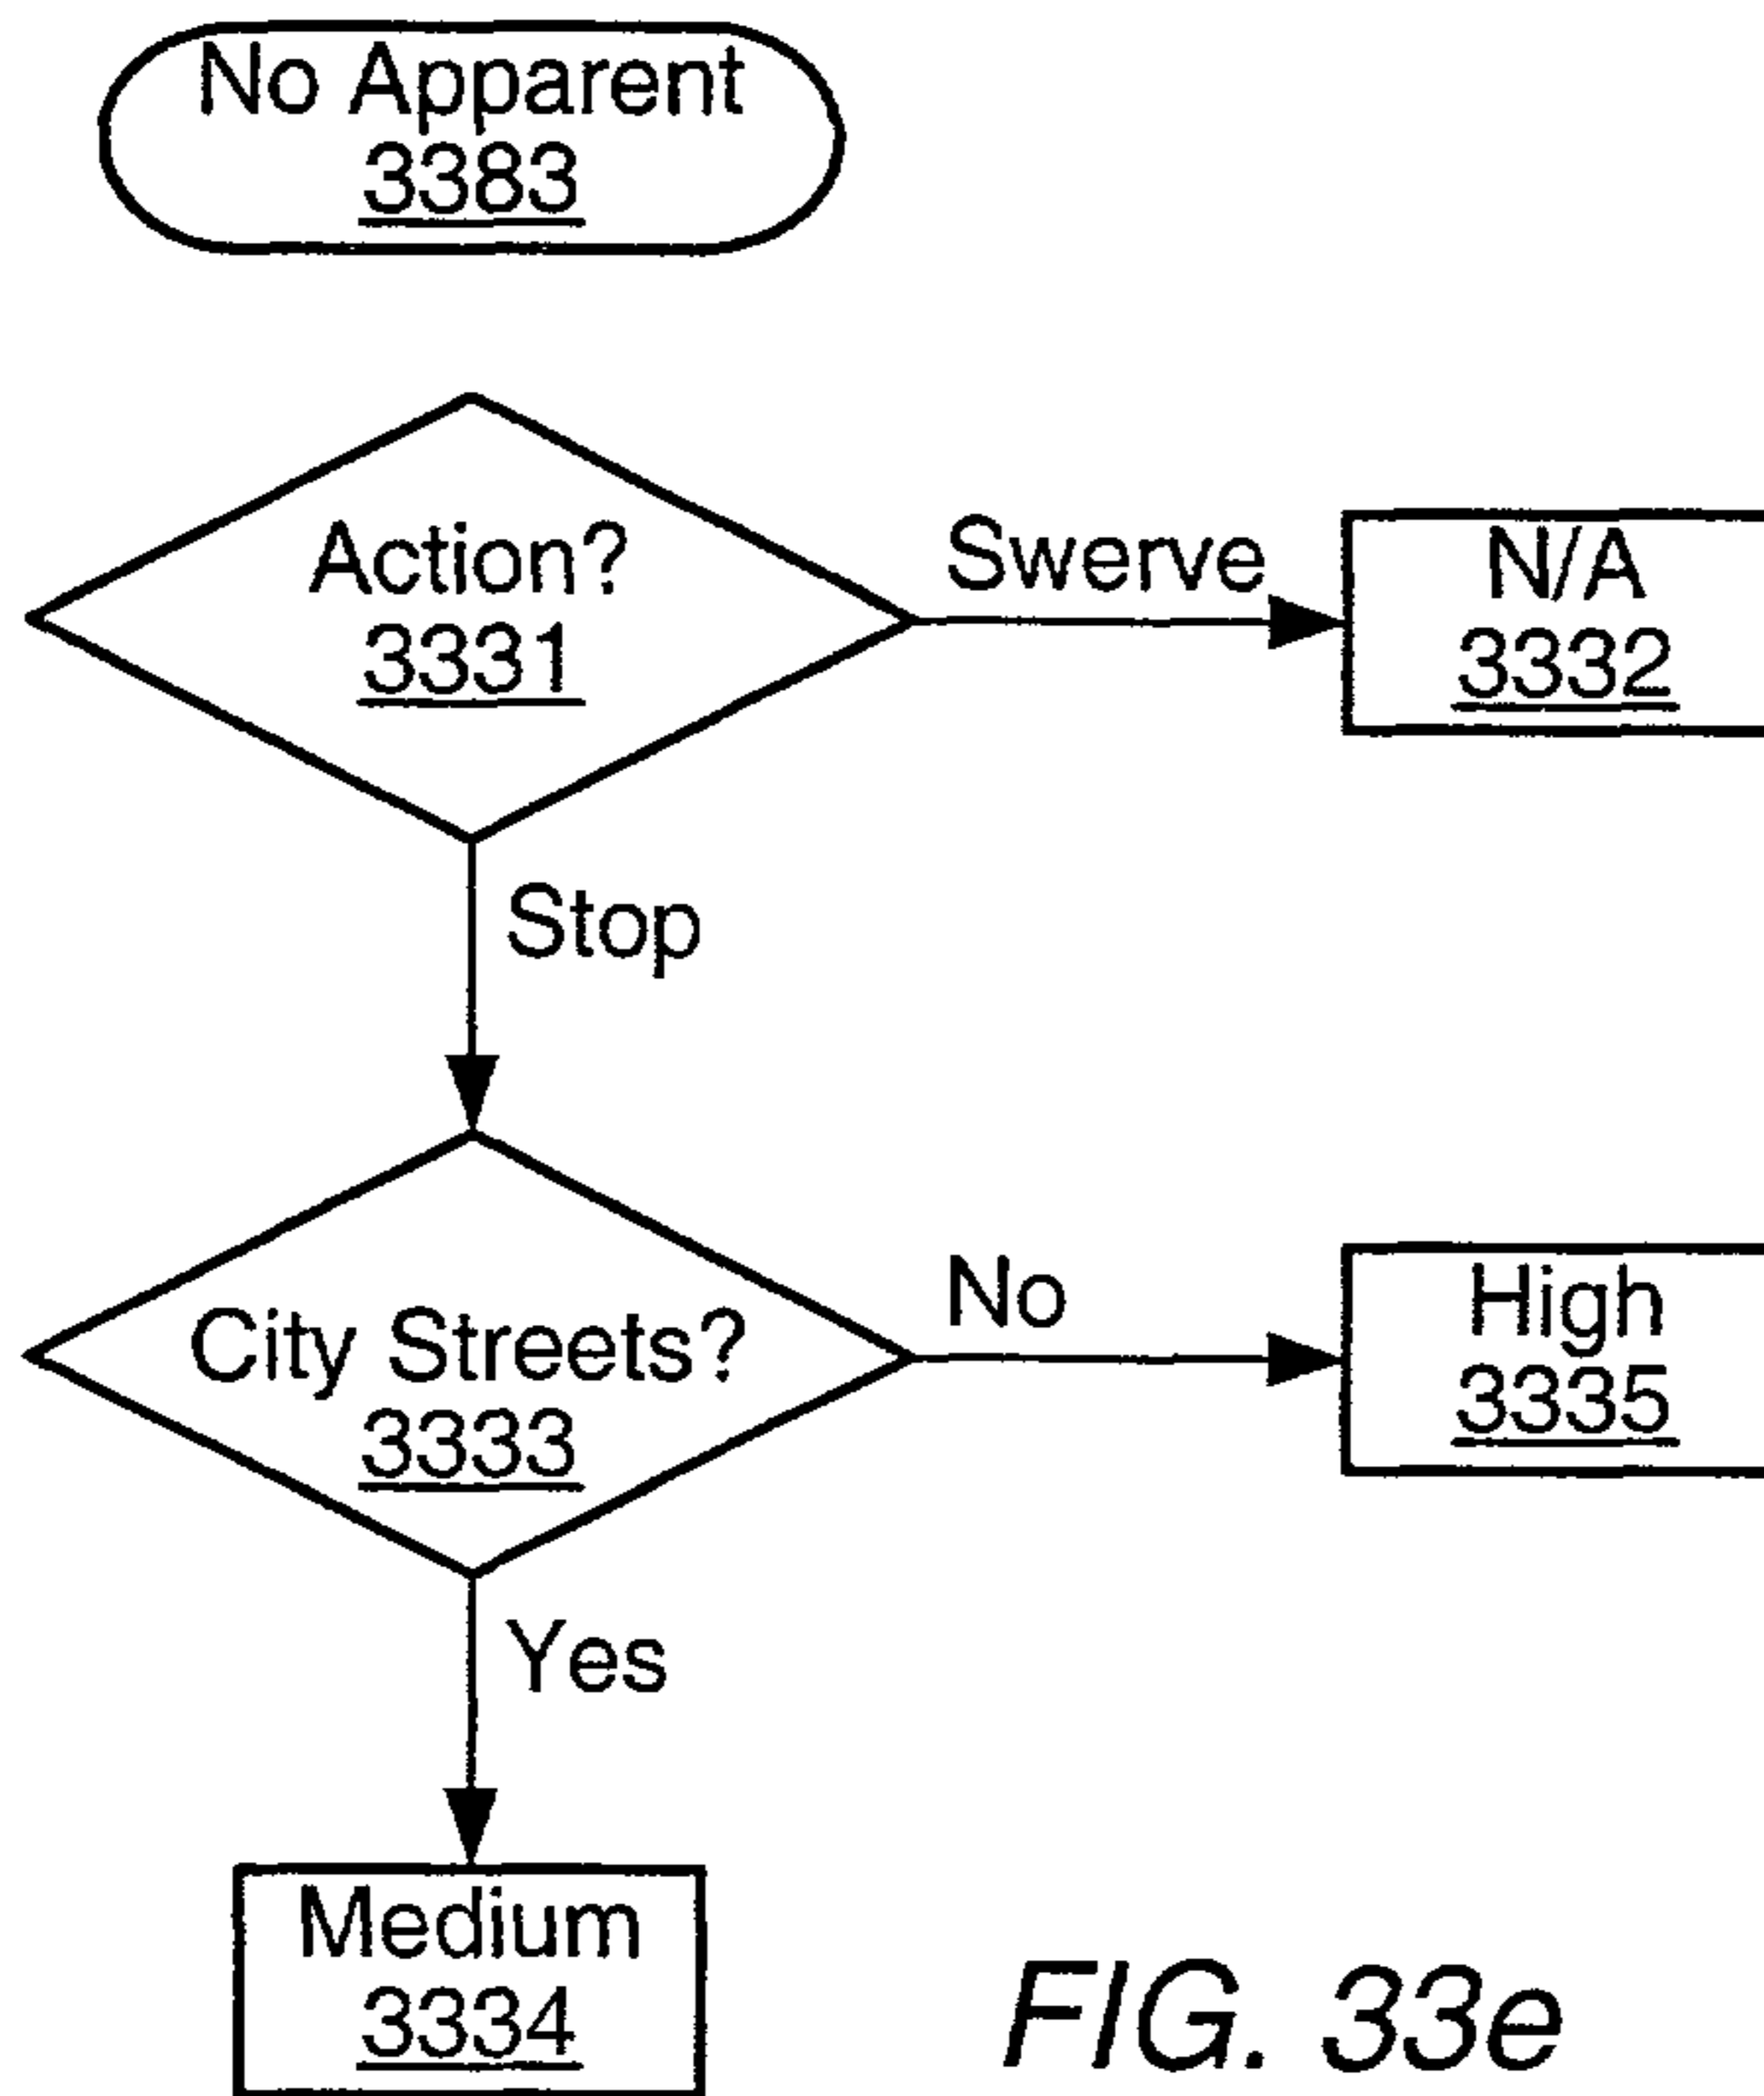 No Apparent
3383
Action?
3331
Swerve
N/A
3332
Stop
City Streets?
3333
No
High
3335
Yes
Medium
3334
FIG. 33e